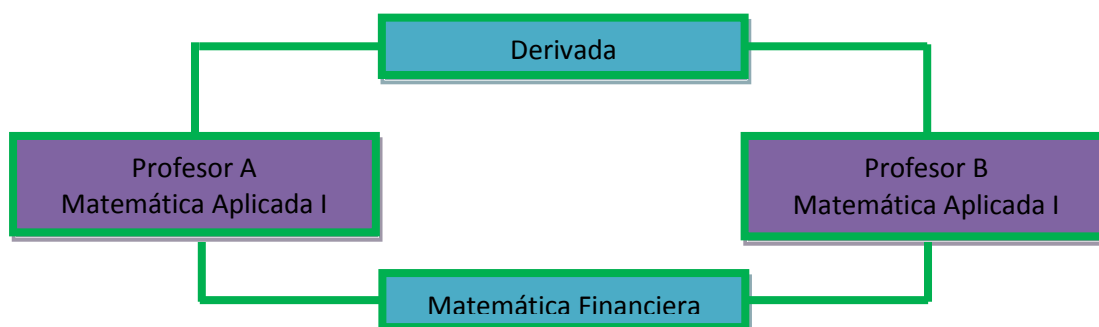 Derivada
Profesor A
Matemática Aplicada I
Profesor B
Matemática Aplicada I
Matemática Financiera